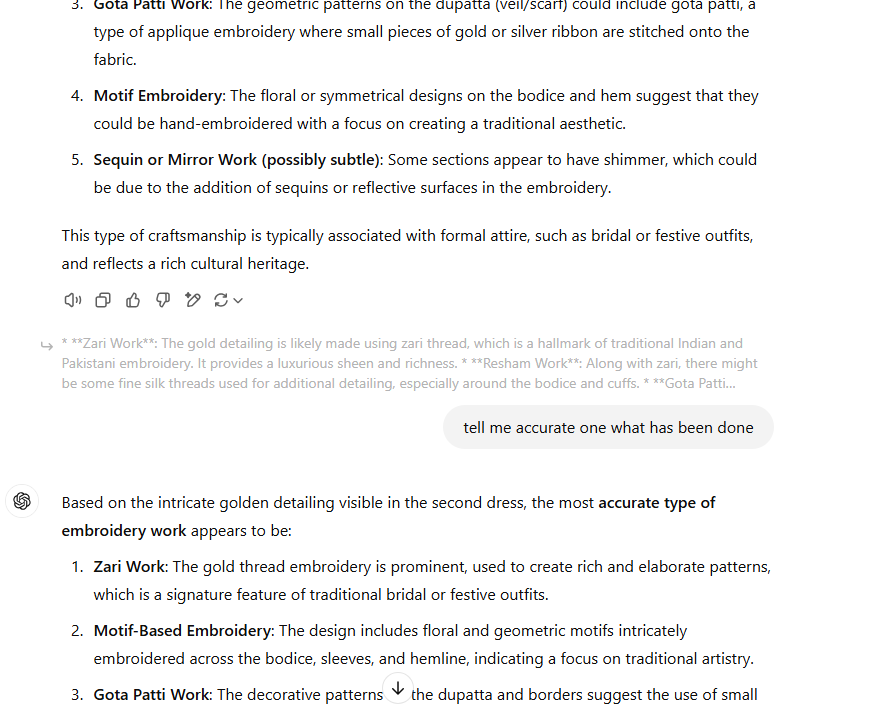 3. Gota Patti Work: The geometric patterns on the dupatta (veil/scarf) could include gota patti, a
type of applique embroidery where small pieces of gold or silver ribbon are stitched onto the
fabric.
4. Motif Embroidery: The floral or symmetrical designs on the bodice and hem suggest that they
could be hand-embroidered with a focus on creating a traditional aesthetic.
5. Sequin or Mirror Work (possibly subtle): Some sections appear to have shimmer, which could
be due to the addition of sequins or reflective surfaces in the embroidery.
This type of craftsmanship is typically associated with formal attire, such as bridal or festive outfits,
and reflects a rich cultural heritage.
* **Zari Work**: The gold detailing is likely made using zari thread, which is a hallmark of traditional Indian and
Pakistani embroidery. It provides a luxurious sheen and richness. * **Resham Work**: Along with zari, there might
be some fine silk threads used for additional detailing, especially around the bodice and cuffs. * **Gota Patti...
tell me accurate one what has been done
Based on the intricate golden detailing visible in the second dress, the most accurate type of
embroidery work appears to be:
1. Zari Work: The gold thread embroidery is prominent, used to create rich and elaborate patterns,
which is a signature feature of traditional bridal or festive outfits.
2. Motif-Based Embroidery: The design includes floral and geometric motifs intricately
embroidered across the bodice, sleeves, and hemline, indicating a focus on traditional artistry.
3. Gota Patti Work: The decorative patterns the dupatta and borders suggest the use of small